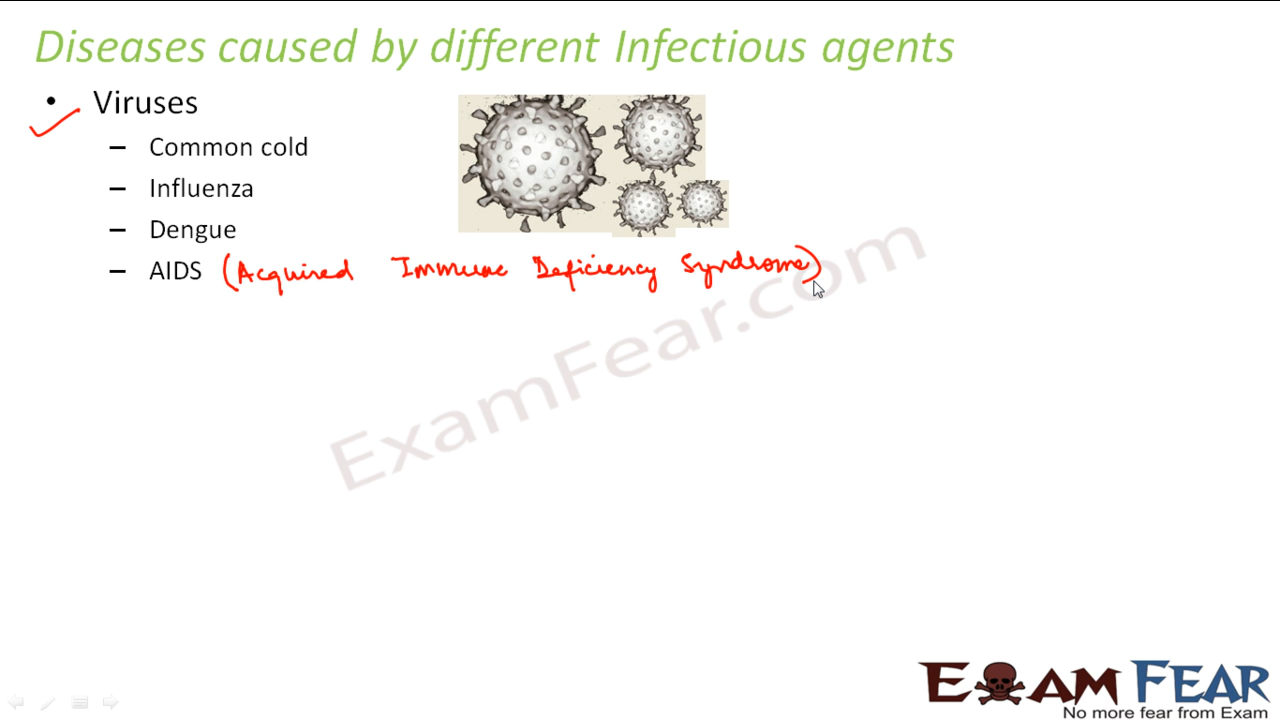 Diseases caused by different Infectious agents
• Viruses
– Common cold
– Influenza
– Dengue
– AIDS (Acquired Immune Deficiency Syndrome)
ExamFear.com
EXAM FEAR
No more fear from Exam